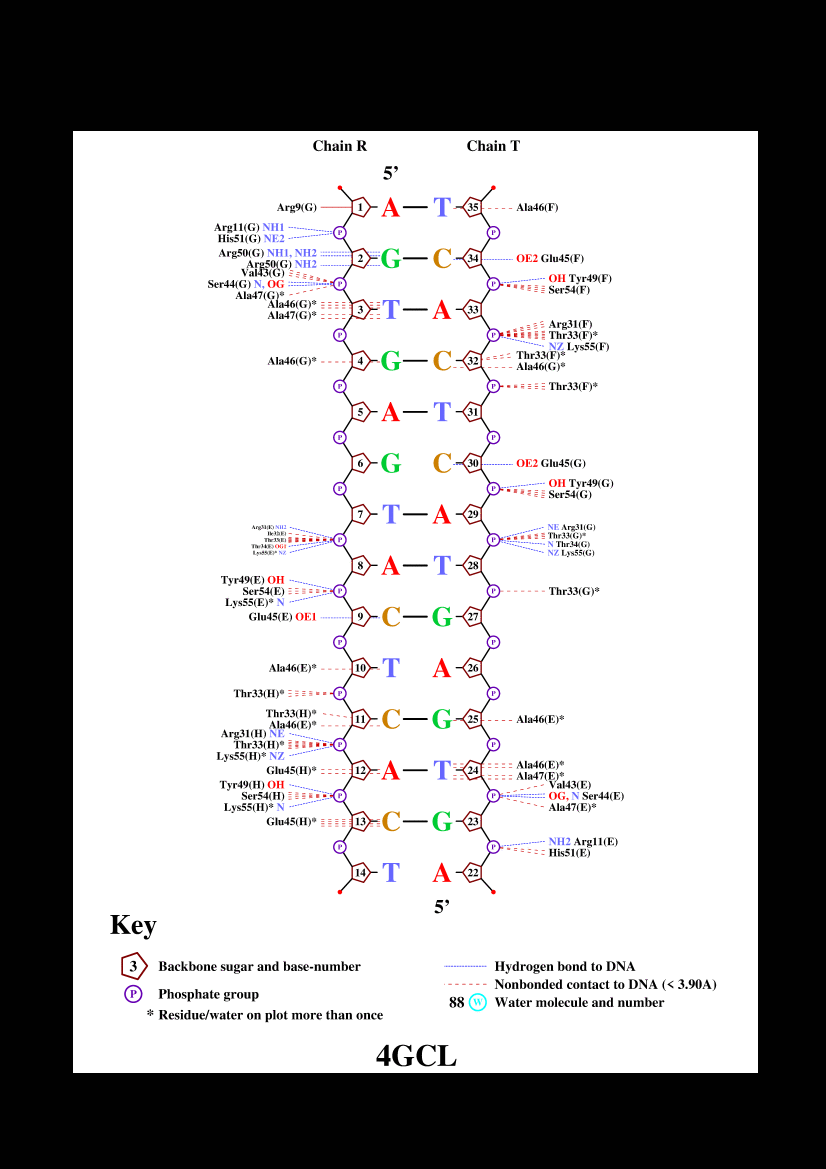 Chain R Chain T
5’
Arg9(G) 1 A T 35 Ala46(F)
Arg11(G) NH1 P P
His51(G) NE2
Arg50(G) NH1, NH2 2 G C 34 OE2 Glu45(F)
Arg50(G) NH2
Val43(G) OH Tyr49(F)
Ser44(G) N, OG P P Ser54(F)
Ala47(G)*
Ala46(G)* 3 T A 33
Ala47(G)*
Arg31(F)
P P Thr33(F)*
NZ Lys55(F)
Thr33(F)*
Ala46(G)* 4 G C 32 Ala46(G)*
P P Thr33(F)*
5 A T 31
P P
6 G C 30 OE2 Glu45(G)
OH Tyr49(G)
P P Ser54(G)
7 T A 29
Arg31(E) NH2 NE Arg31(G)
Ile32(E) Thr33(G)*
Thr33(E) P P
Thr34(E) OG1 N Thr34(G)
Lys55(E)* NZ NZ Lys55(G)
8 A T 28
Tyr49(E) OH
Ser54(E) P P Thr33(G)*
Lys55(E)* N
Glu45(E) OE1 9 C G 27
P P
Ala46(E)* 10 T A 26
Thr33(H)* P P
Thr33(H)*
Ala46(E)* 11 C G 25 Ala46(E)*
Arg31(H) NE
Thr33(H)* P P
Lys55(H)* NZ
Glu45(H)* 12 A T 24 Ala46(E)*
Ala47(E)*
Tyr49(H) OH Val43(E)
Ser54(H) P P OG, N Ser44(E)
Lys55(H)* N Ala47(E)*
Glu45(H)* 13 C G 23
P P NH2 Arg11(E)
His51(E)
14 T A 22
5’
Key
3 Backbone sugar and base-number
P Phosphate group
* Residue/water on plot more than once
Hydrogen bond to DNA
Nonbonded contact to DNA (< 3.90A)
88 W Water molecule and number
4GCL